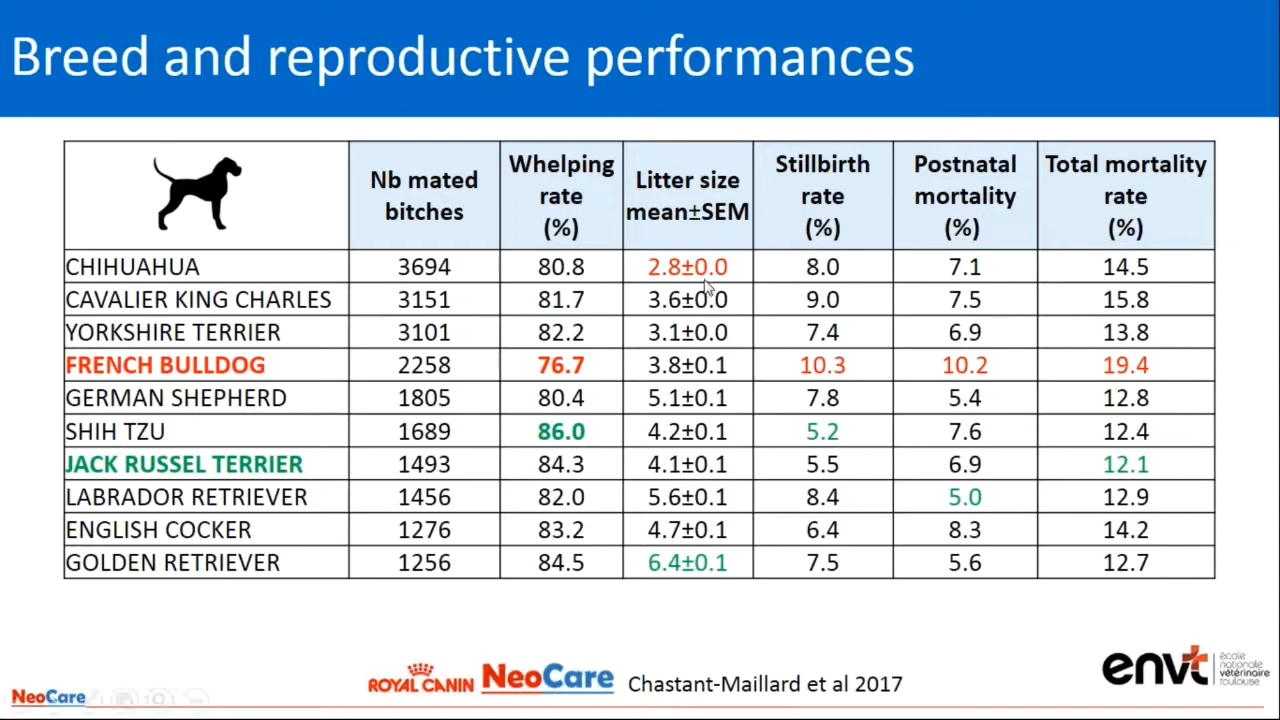 Breed and reproductive performances
Nb mated bitches
Whelping rate (%)
Litter size mean±SEM
Stillbirth rate (%)
Postnatal mortality (%)
Total mortality rate (%)
CHIHUAHUA 3694 80.8 2.8±0.0 8.0 7.1 14.5
CAVALIER KING CHARLES 3151 81.7 3.6±0.0 9.0 7.5 15.8
YORKSHIRE TERRIER 3101 82.2 3.1±0.0 7.4 6.9 13.8
FRENCH BULLDOG 2258 76.7 3.8±0.1 10.3 10.2 19.4
GERMAN SHEPHERD 1805 80.4 5.1±0.1 7.8 5.4 12.8
SHIH TZU 1689 86.0 4.2±0.1 5.2 7.6 12.4
JACK RUSSEL TERRIER 1493 84.3 4.1±0.1 5.5 6.9 12.1
LABRADOR RETRIEVER 1456 82.0 5.6±0.1 8.4 5.0 12.9
ENGLISH COCKER 1276 83.2 4.7±0.1 6.4 8.3 14.2
GOLDEN RETRIEVER 1256 84.5 6.4±0.1 7.5 5.6 12.7
NeoCare
ROYAL CANIN NeoCare Chastant-Maillard et al 2017
envt
école
nationale
vétérinaire
toulouse